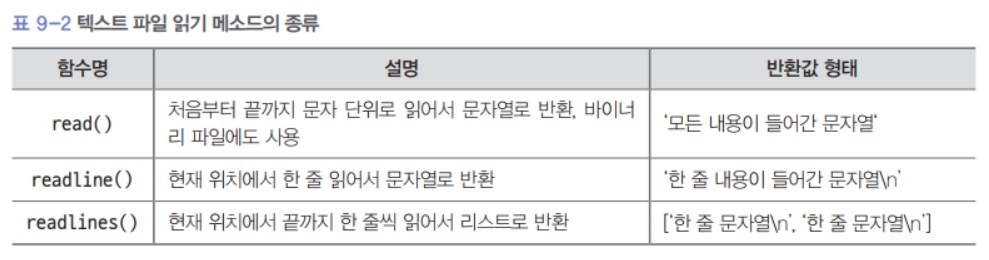 표 9-2 텍스트 파일 읽기 메소드의 종류
함수명 설명 반환값 형태
read() 처음부터 끝까지 문자 단위로 읽어서 문자열로 반환, 바이너
리 파일에도 사용 ‘모든 내용이 들어간 문자열‘
readline() 현재 위치에서 한 줄 읽어서 문자열로 반환 ‘한 줄 내용이 들어간 문자열\n’
readlines() 현재 위치에서 끝까지 한 줄씩 읽어서 리스트로 반환 [‘한 줄 문자열\n’, ‘한 줄 문자열\n’]